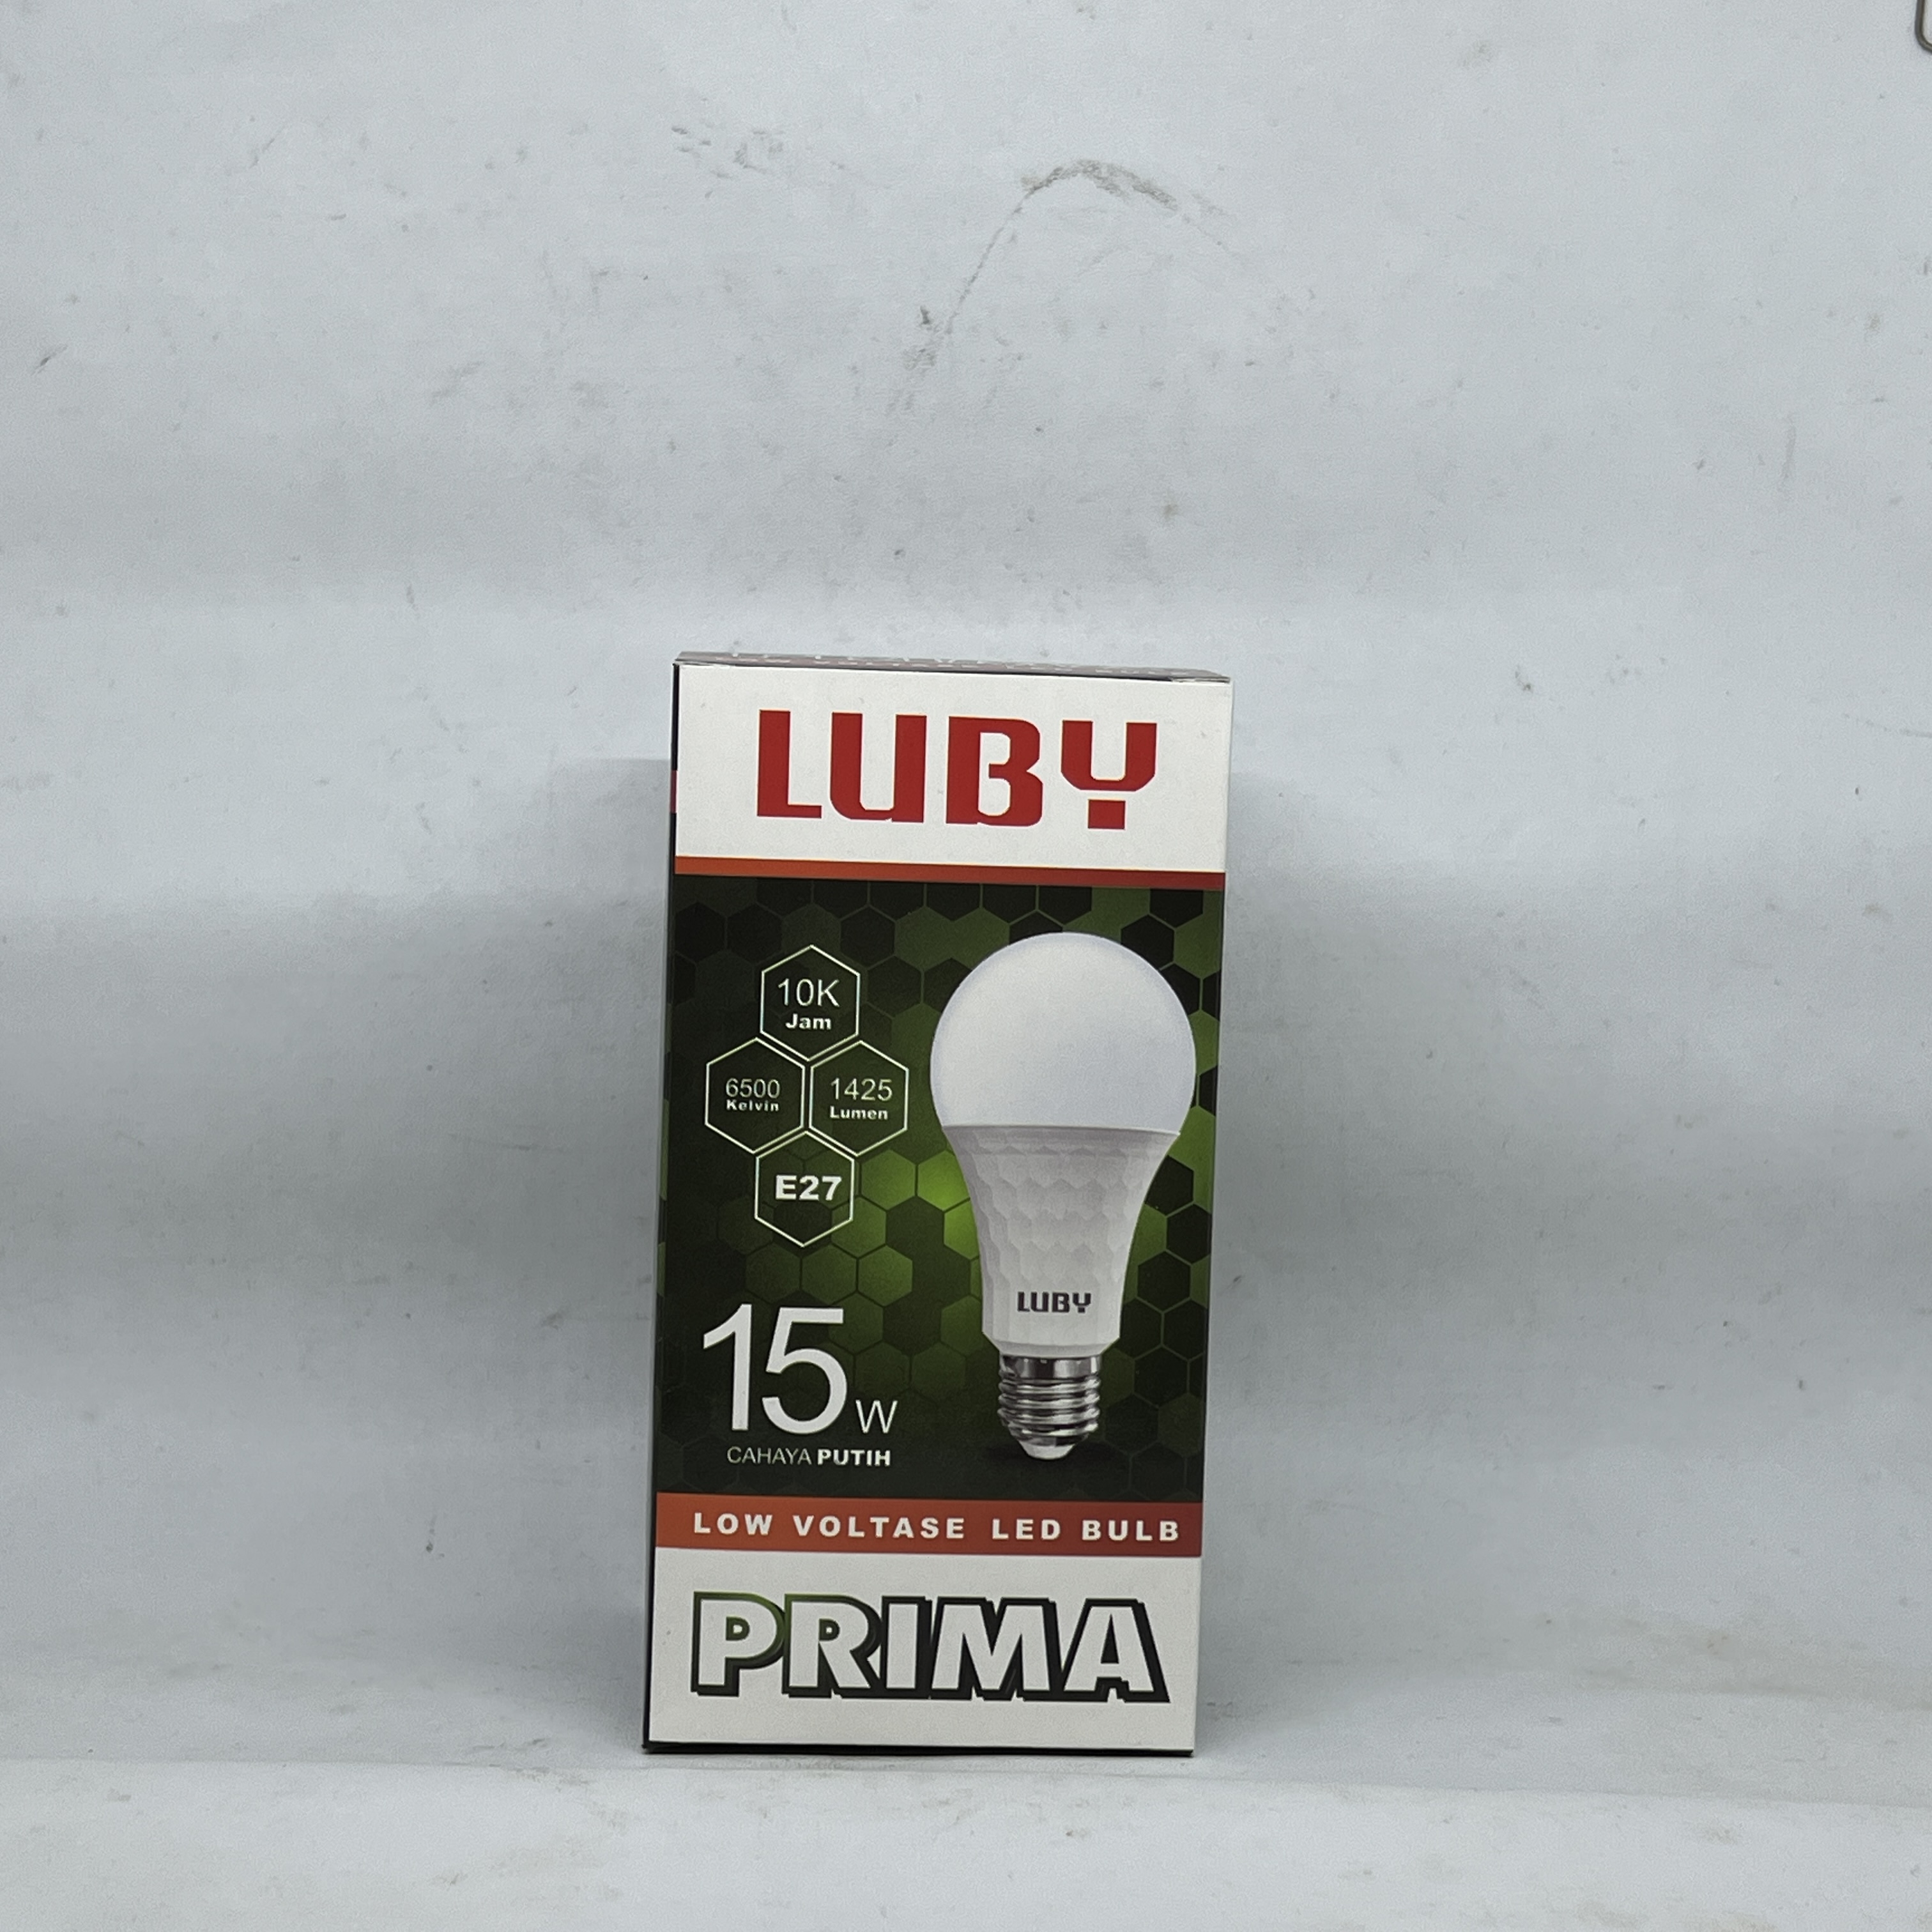 LUBY
10K
Jam
6500
Kelvin
1425
Lumen
E27
LUBY
15W
CAHAYA PUTIH
LOW VOLTASE LED BULB
PRIMA